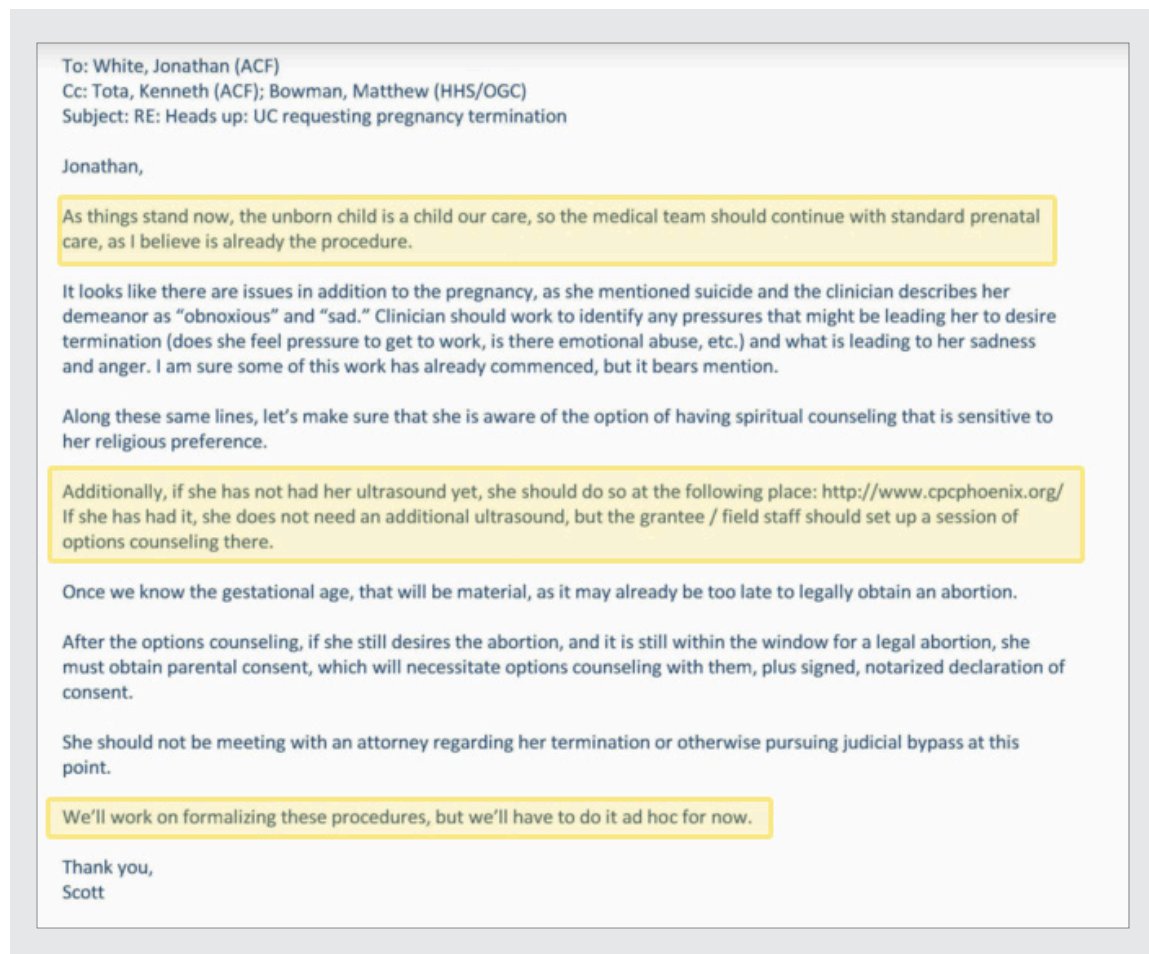 To: White, Jonathan (ACF)
Cc: Tota, Kenneth (ACF); Bowman, Matthew (HHS/OGC)
Subject: RE: Heads up: UC requesting pregnancy termination
Jonathan,
As things stand now, the unborn child is a child our care, so the medical team should continue with standard prenatal
care, as I believe is already the procedure.
It looks like there are issues in addition to the pregnancy, as she mentioned suicide and the clinician describes her
demeanor as “obnoxious” and “sad.” Clinician should work to identify any pressures that might be leading her to desire
termination (does she feel pressure to get to work, is there emotional abuse, etc.) and what is leading to her sadness
and anger. I am sure some of this work has already commenced, but it bears mention.
Along these same lines, let’s make sure that she is aware of the option of having spiritual counseling that is sensitive to
her religious preference.
Additionally, if she has not had her ultrasound yet, she should do so at the following place: http://www.cpcphoenix.org/
If she has had it, she does not need an additional ultrasound, but the grantee / field staff should set up a session of
options counseling there.
Once we know the gestational age, that will be material, as it may already be too late to legally obtain an abortion.
After the options counseling, if she still desires the abortion, and it is still within the window for a legal abortion, she
must obtain parental consent, which will necessitate options counseling with them, plus signed, notarized declaration of
consent.
She should not be meeting with an attorney regarding her termination or otherwise pursuing judicial bypass at this
point.
We’ll work on formalizing these procedures, but we’ll have to do it ad hoc for now.
Thank you,
Scott